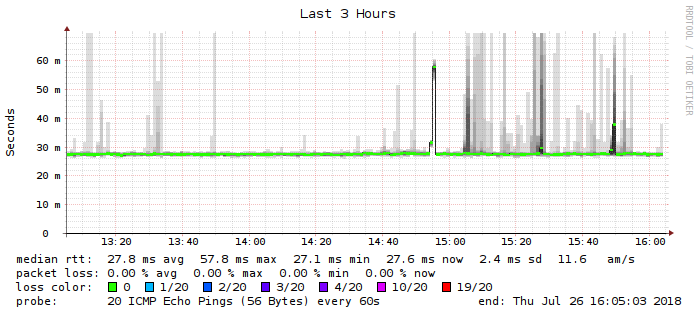 Last 3 Hours
RRDTOOL / TOBI OETIKER
Seconds
60 m
50 m
40 m
30 m
20 m
10 m
0
13:20 13:40 14:00 14:20 14:40 15:00 15:20 15:40 16:00
median rtt: 27.8 ms avg 57.8 ms max 27.1 ms min 27.6 ms now 2.4 ms sd 11.6 am/s
packet loss: 0.00 % avg 0.00 % max 0.00 % min 0.00 % now
loss color: 0 1/20 2/20 3/20 4/20 10/20 19/20
probe: 20 ICMP Echo Pings (56 Bytes) every 60s end: Thu Jul 26 16:05:03 2018